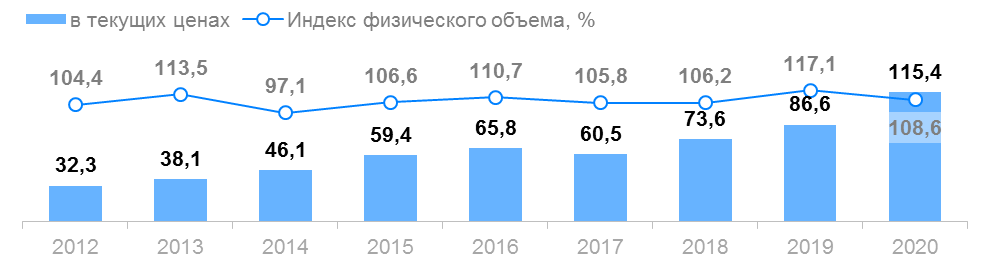 в текущих ценах Индекс физического объема, %
104,4 113,5 97,1 106,6 110,7 105,8 106,2 117,1 115,4
32,3 38,1 46,1 59,4 65,8 60,5 73,6 86,6 108,6
2012 2013 2014 2015 2016 2017 2018 2019 2020